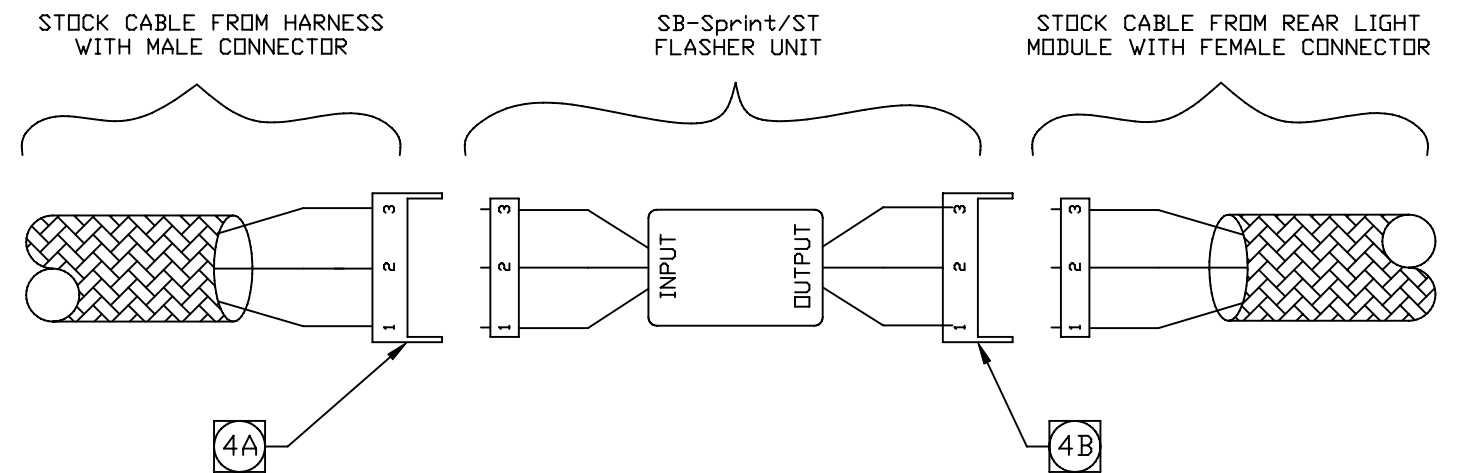 STOCK CABLE FROM HARNESS
WITH MALE CONNECTOR
SB-Sprint/ST
FLASHER UNIT
STOCK CABLE FROM REAR LIGHT
MODULE WITH FEMALE CONNECTOR
3
2
1
3
2
1
INPUT
OUTPUT
3
2
1
3
2
1
4A
4B